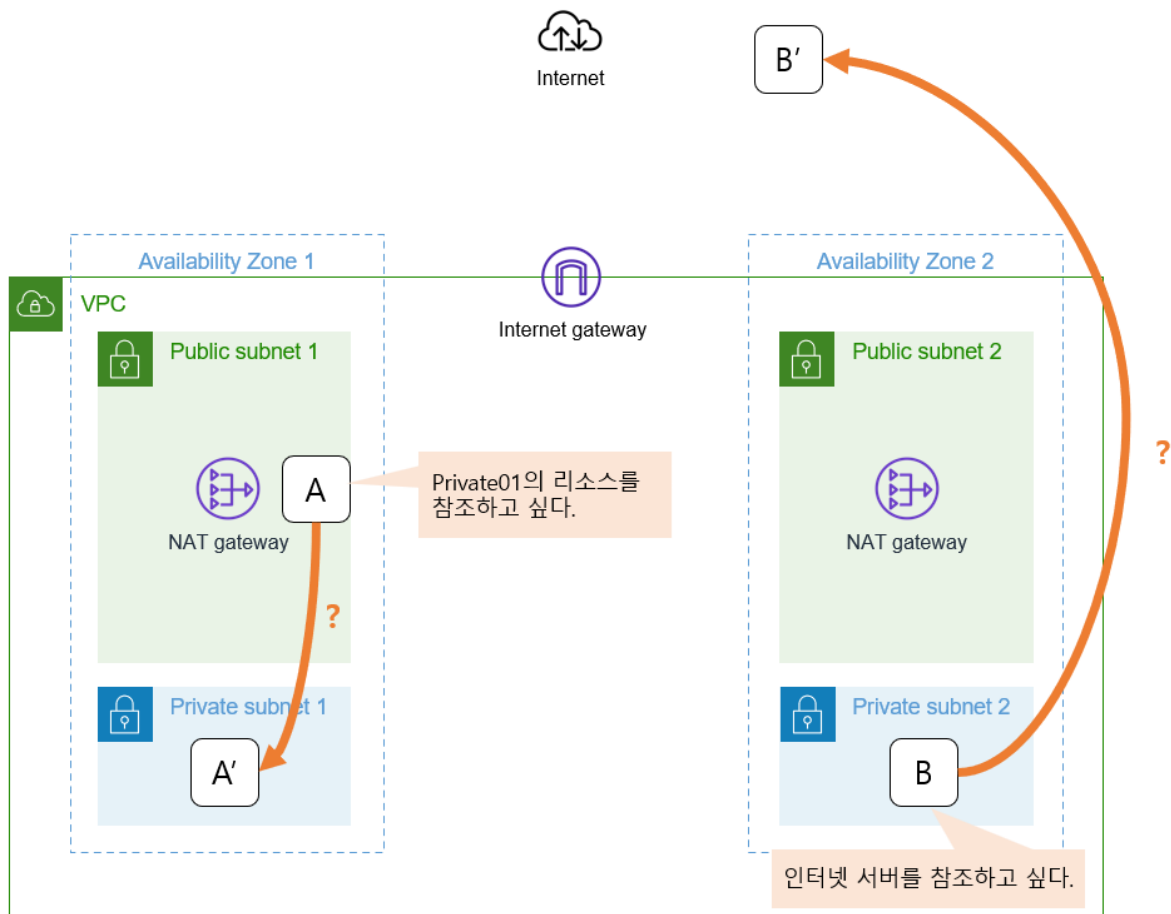 Internet
B′
Availability Zone 1
Availability Zone 2
VPC
Internet gateway
Public subnet 1
Public subnet 2
A
Private01의 리소스를
참조하고 싶다.
?
NAT gateway
NAT gateway
?
Private subnet 1
Private subnet 2
A′
B
인터넷 서버를 참조하고 싶다.